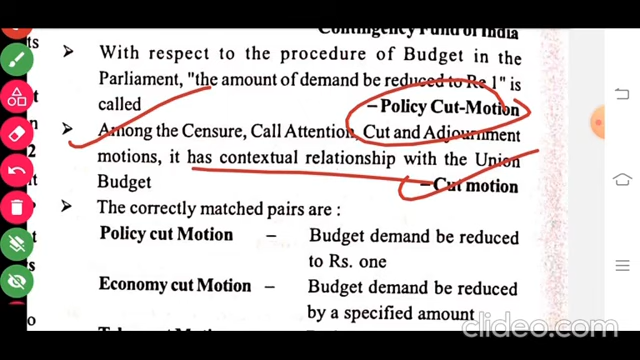 Contingency Fund of India
ts
With respect to the procedure of Budget in the
Parliament, "the amount of demand be reduced to Re 1" is
called
–Policy Cut-Motion
Among the Censure, Call Attention, Cut and Adjournment
motions, it has contextual relationship with the Union
Budget
–Cut motion
The correctly matched pairs are :
Policy cut Motion – Budget demand be reduced
to Rs. one
Economy cut Motion – Budget demand be reduced
by a specified amount
clideo.com